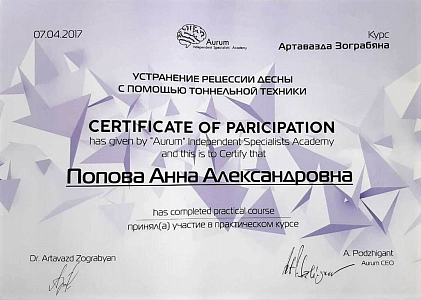 07.04.2017
Aurum
Independent Specialists Academy
Курс
Артавазда Зограбяна
УСТРАНЕНИЕ РЕЦЕССИИ ДЕСНЫ
С ПОМОЩЬЮ ТОННЕЛЬНОЙ ТЕХНИКИ
CERTIFICATE OF PARICIPATION
has given by "Aurum" Independent Specialists Academy
and this is to Certify that
Попова Анна Александровна
has completed practical course
принял(а) участие в практическом курсе
Dr. Artavazd Zograbyan
A. Podzhigant
Aurum CEO